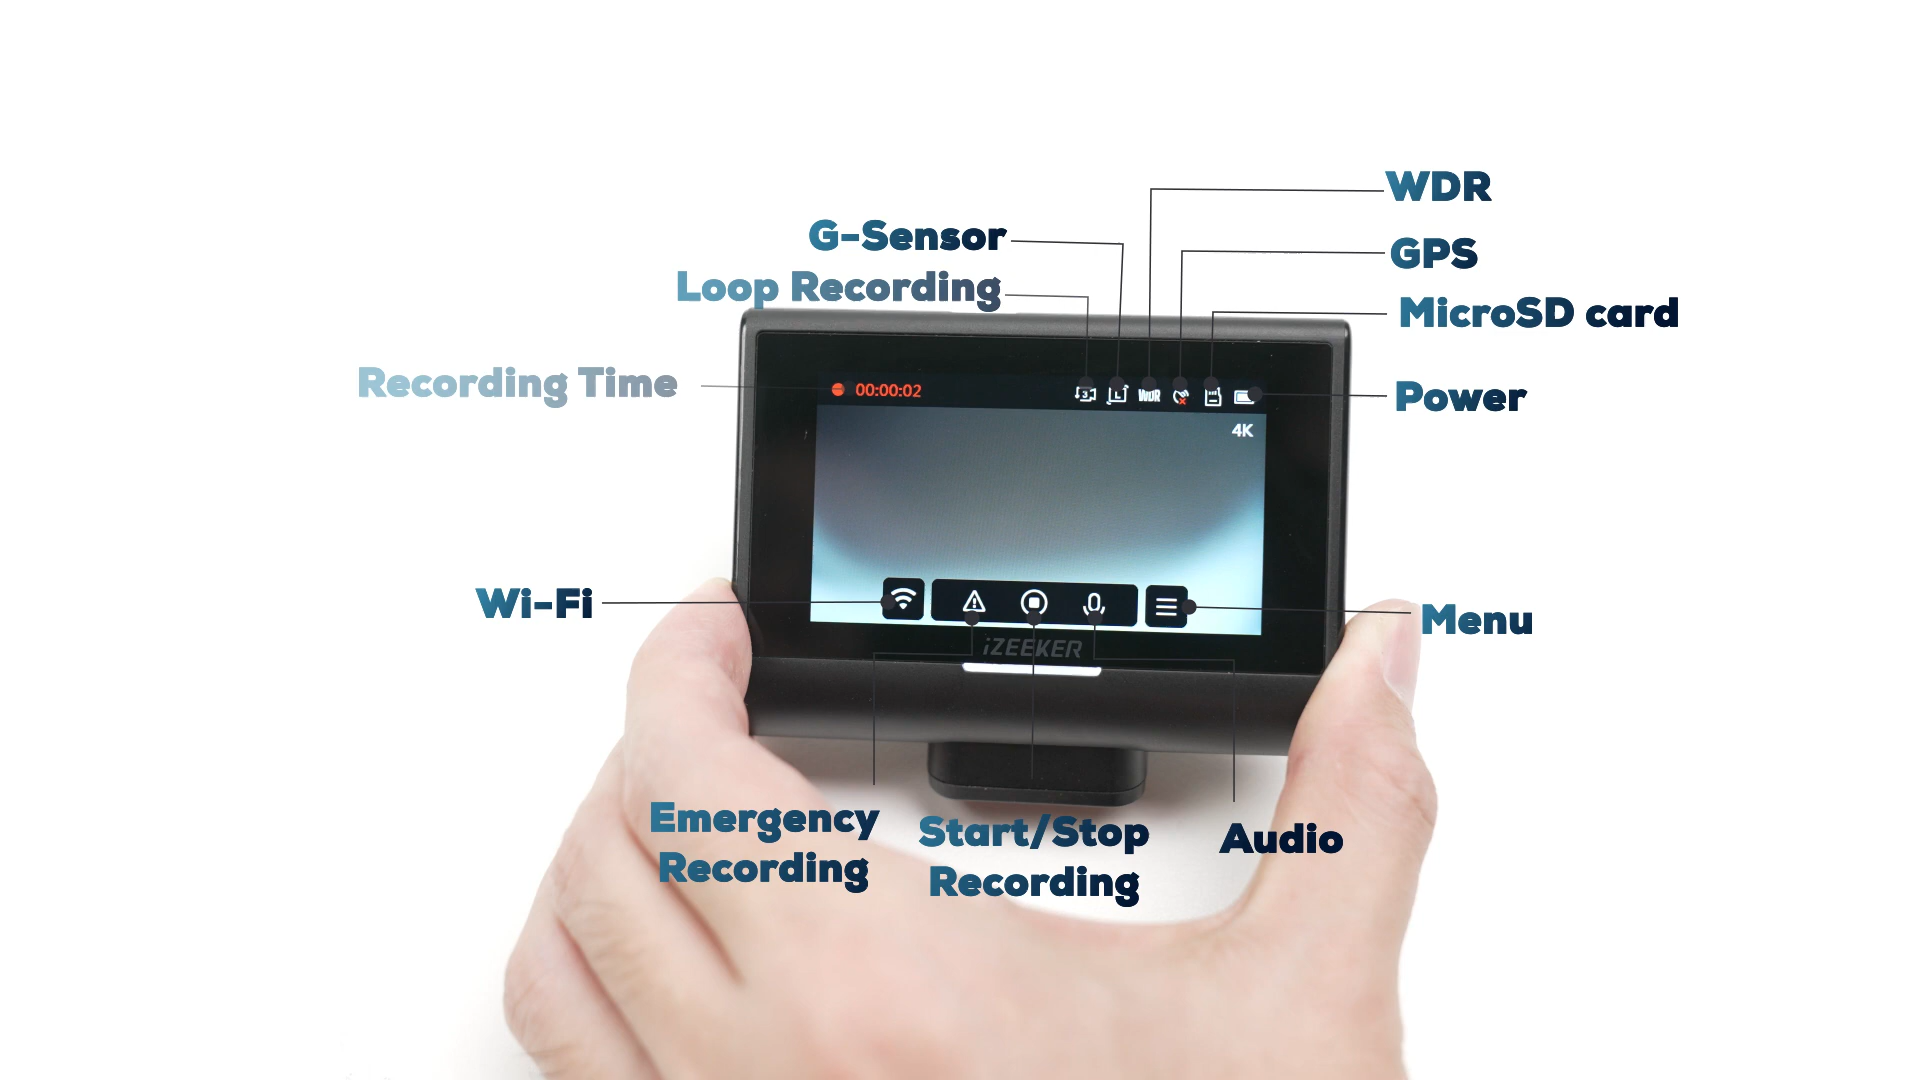 WDR
G-Sensor
GPS
Loop Recording
MicroSD card
Recording Time
00:00:02
3
L
WDR
Power
4K
Wi-Fi
Menu
iZEEKER
Emergency
Recording
Start/Stop
Recording
Audio